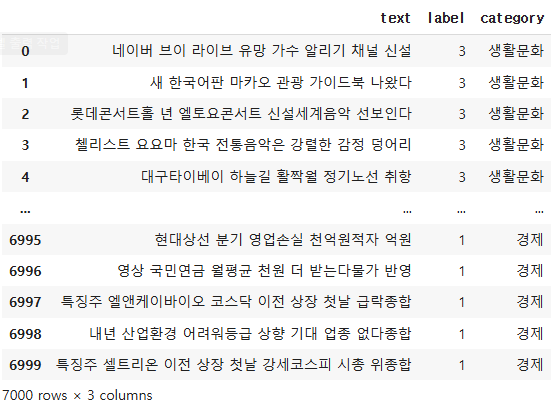 text label category
0 네이버 브이 라이브 유망 가수 알리기 채널 신설 3 생활문화
1 새 한국어판 마카오 관광 가이드북 나왔다 3 생활문화
2 롯데콘서트홀 년 엘토요콘서트 신설세계음악 선보인다 3 생활문화
3 첼리스트 요요마 한국 전통음악은 강렬한 감정 덩어리 3 생활문화
4 대구타이베이 하늘길 활짝월 정기노선 취항 3 생활문화
... ... ... ...
6995 현대상선 분기 영업손실 천억원적자 억원 1 경제
6996 영상 국민연금 월평균 천원 더 받는다물가 반영 1 경제
6997 특징주 엘앤케이바이오 코스닥 이전 상장 첫날 급락종합 1 경제
6998 내년 산업환경 어려워등급 상향 기대 업종 없다종합 1 경제
6999 특징주 셀트리온 이전 상장 첫날 강세코스피 시총 위종합 1 경제
7000 rows × 3 columns